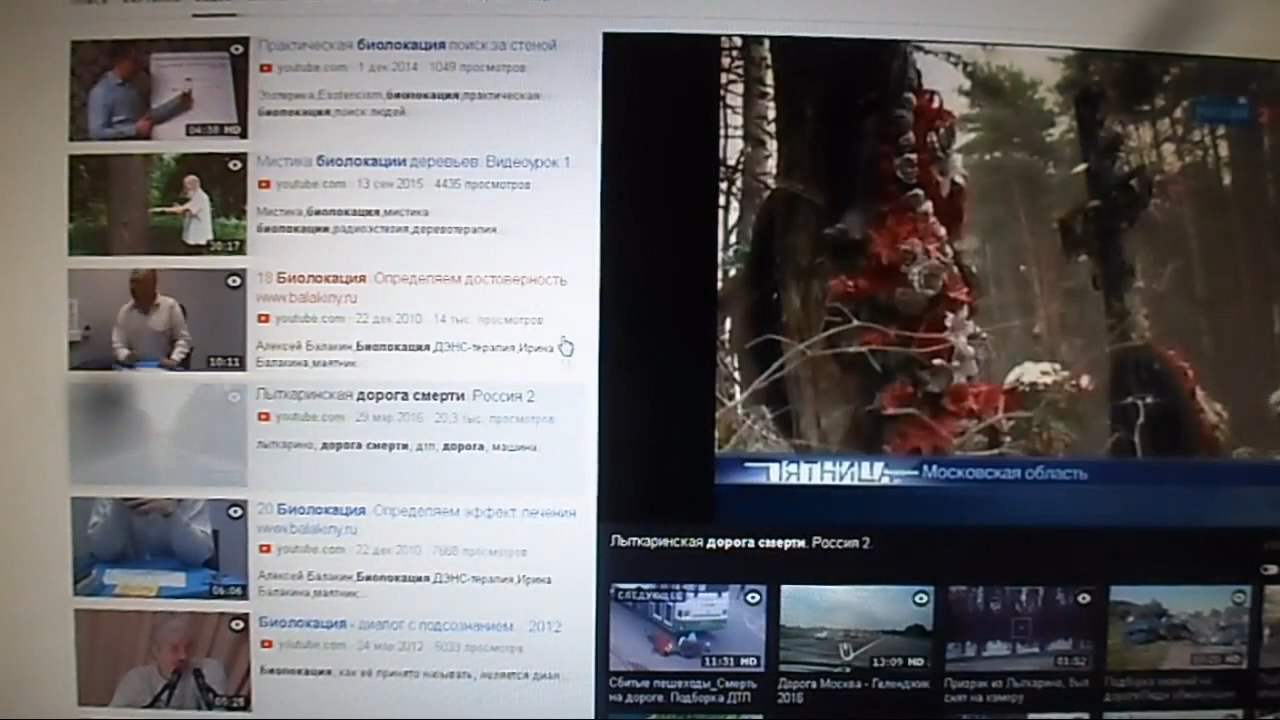 Практическая биолокация поиск за стеной
youtube.com · 1 дек 2014 · 1049 просмотров
Эзотерика,Esotericism,биолокация,практическая
биолокация,поиск людей.
04:58 HD
Мистика биолокации деревьев. Видеоурок 1.
youtube.com · 13 сен 2015 · 4435 просмотров
Мистика,биолокация,мистика
биолокации,радиэстезия,деревотерапия...
30:17
18 Биолокация. Определяем достоверность
www.balakiny.ru
youtube.com · 22 дек 2010 · 14 тыс. просмотров
Алексей Балакин,Биолокация,ДЭНС-терапия,Ирина
Балакина,маятник.
10:11
Лыткаринская дорога смерти. Россия 2.
youtube.com · 29 мар 2016 · 20,3 тыс. просмотров
лыткарино, дорога смерти, дтп, дорога, машина.
20 Биолокация. Определяем эффект лечения
www.balakiny.ru
youtube.com · 22 дек 2010 · 7668 просмотров
Алексей Балакин,Биолокация,ДЭНС-терапия,Ирина
Балакина,маятник...
06:06
Биолокация - диалог с подсознанием... 2012
youtube.com · 24 мар 2012 · 5033 просмотра
Биолокация, как её принято называть, является диал...
ПЯТНИЦА Московская область
Лыткаринская дорога смерти. Россия 2.
СЛЕДУЮЩЕЕ
11:31 HD
Сбитые пешеходы_Смерть
на дороге. Подборка ДТП
13:09 HD
Дорога Москва - Геленджик
2016
01:52
Призрак из Лыткарино, был
снят на камеру
Подборка